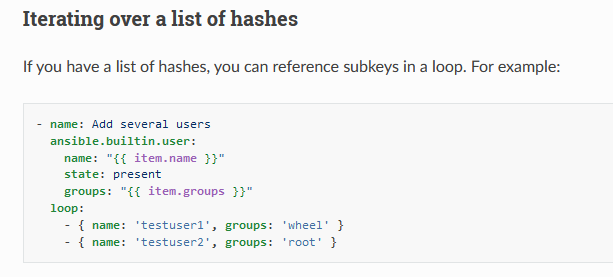 Iterating over a list of hashes
If you have a list of hashes, you can reference subkeys in a loop. For example:
- name: Add several users
  ansible.builtin.user:
    name: "{{ item.name }}"
    state: present
    groups: "{{ item.groups }}"
  loop:
    - { name: 'testuser1', groups: 'wheel' }
    - { name: 'testuser2', groups: 'root' }